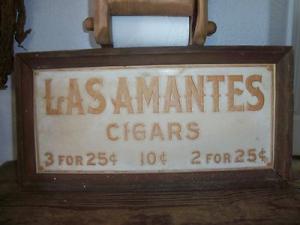 LAS AMANTES
CIGARS
3 FOR 25¢ 10¢ 2 FOR 25¢